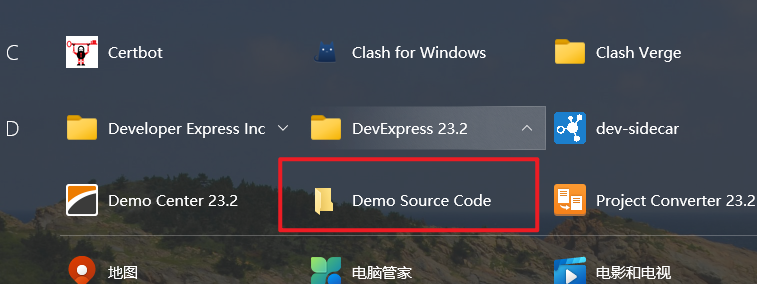 C
Certbot
Clash for Windows
Clash Verge
D
Developer Express Inc
DevExpress 23.2
dev-sidecar
Demo Center 23.2
Demo Source Code
Project Converter 23.2
地图
电脑管家
电影和电视